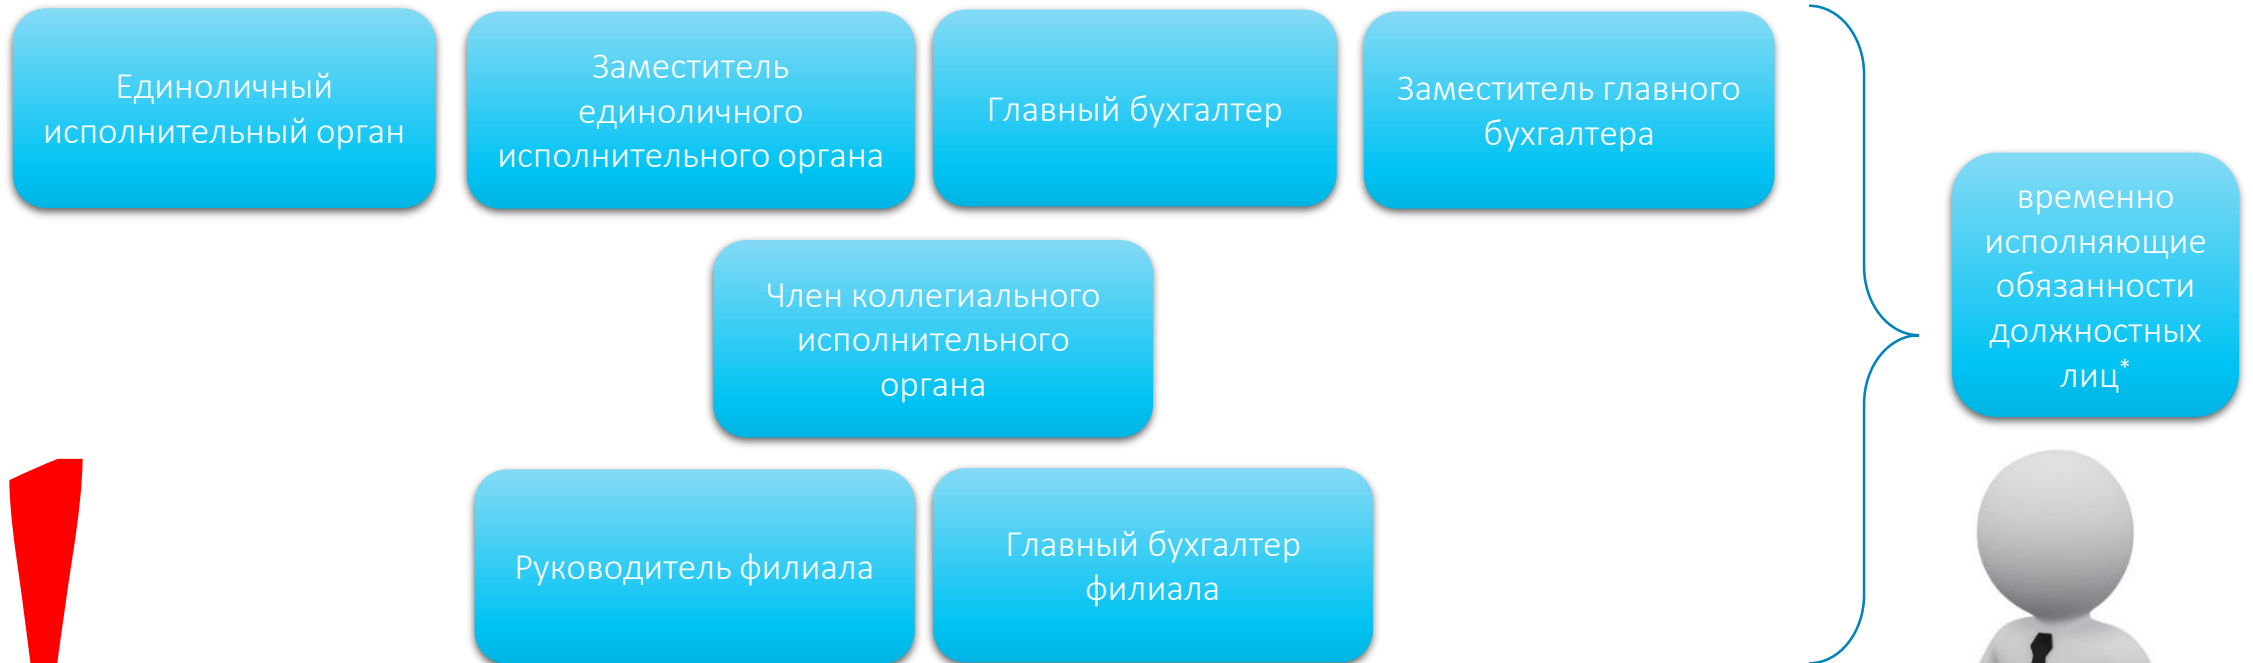 Единоличный
исполнительный орган
Заместитель
единоличного
исполнительного органа
Главный бухгалтер
Заместитель главного
бухгалтера
Член коллегиального
исполнительного
органа
Руководитель филиала
Главный бухгалтер
филиала
временно
исполняющие
обязанности
должностных
лиц*